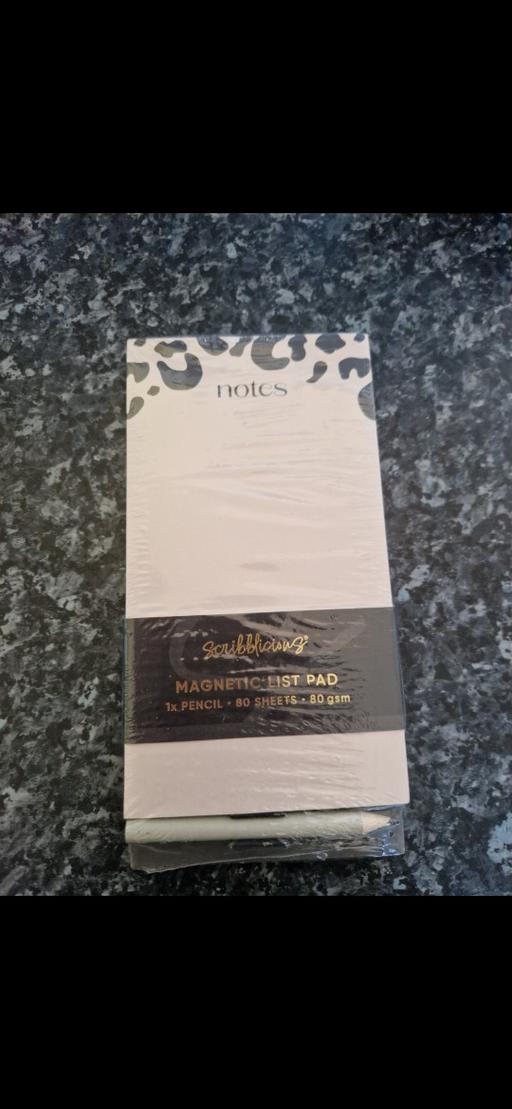 notes
scribblicious®
MAGNETIC LIST PAD
1x PENCIL • 80 SHEETS • 80 gsm